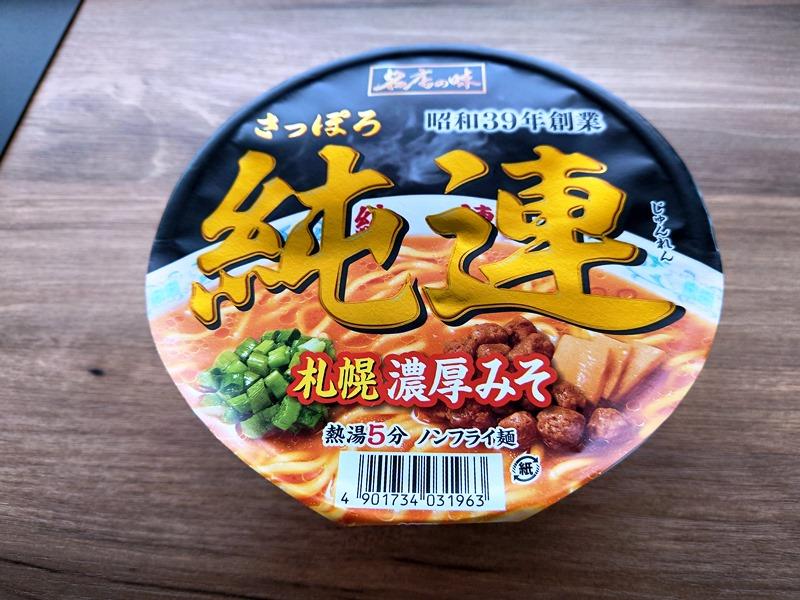 名店の味
さっぽろ 昭和39年創業
純連
じゅんれん
札幌 濃厚みそ
熱湯5分 ノンフライ麺
紙
4 901734 031963